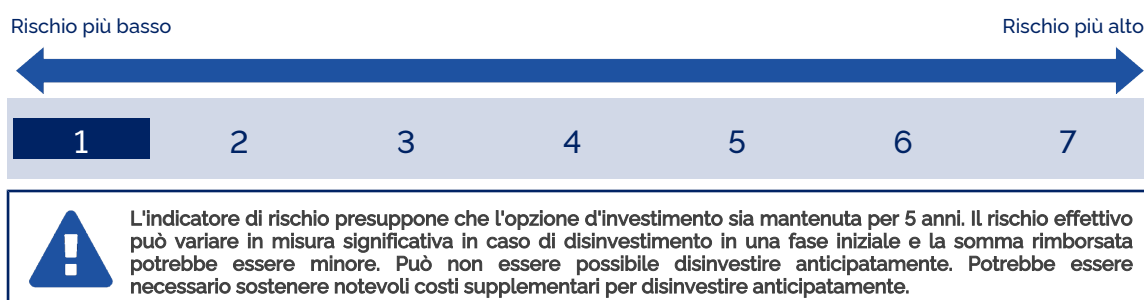 Rischio più basso Rischio più alto
1 2 3 4 5 6 7
L'indicatore di rischio presuppone che l'opzione d'investimento sia mantenuta per 5 anni. Il rischio effettivo
può variare in misura significativa in caso di disinvestimento in una fase iniziale e la somma rimborsata
potrebbe essere minore. Può non essere possibile disinvestire anticipatamente. Potrebbe essere
necessario sostenere notevoli costi supplementari per disinvestire anticipatamente.